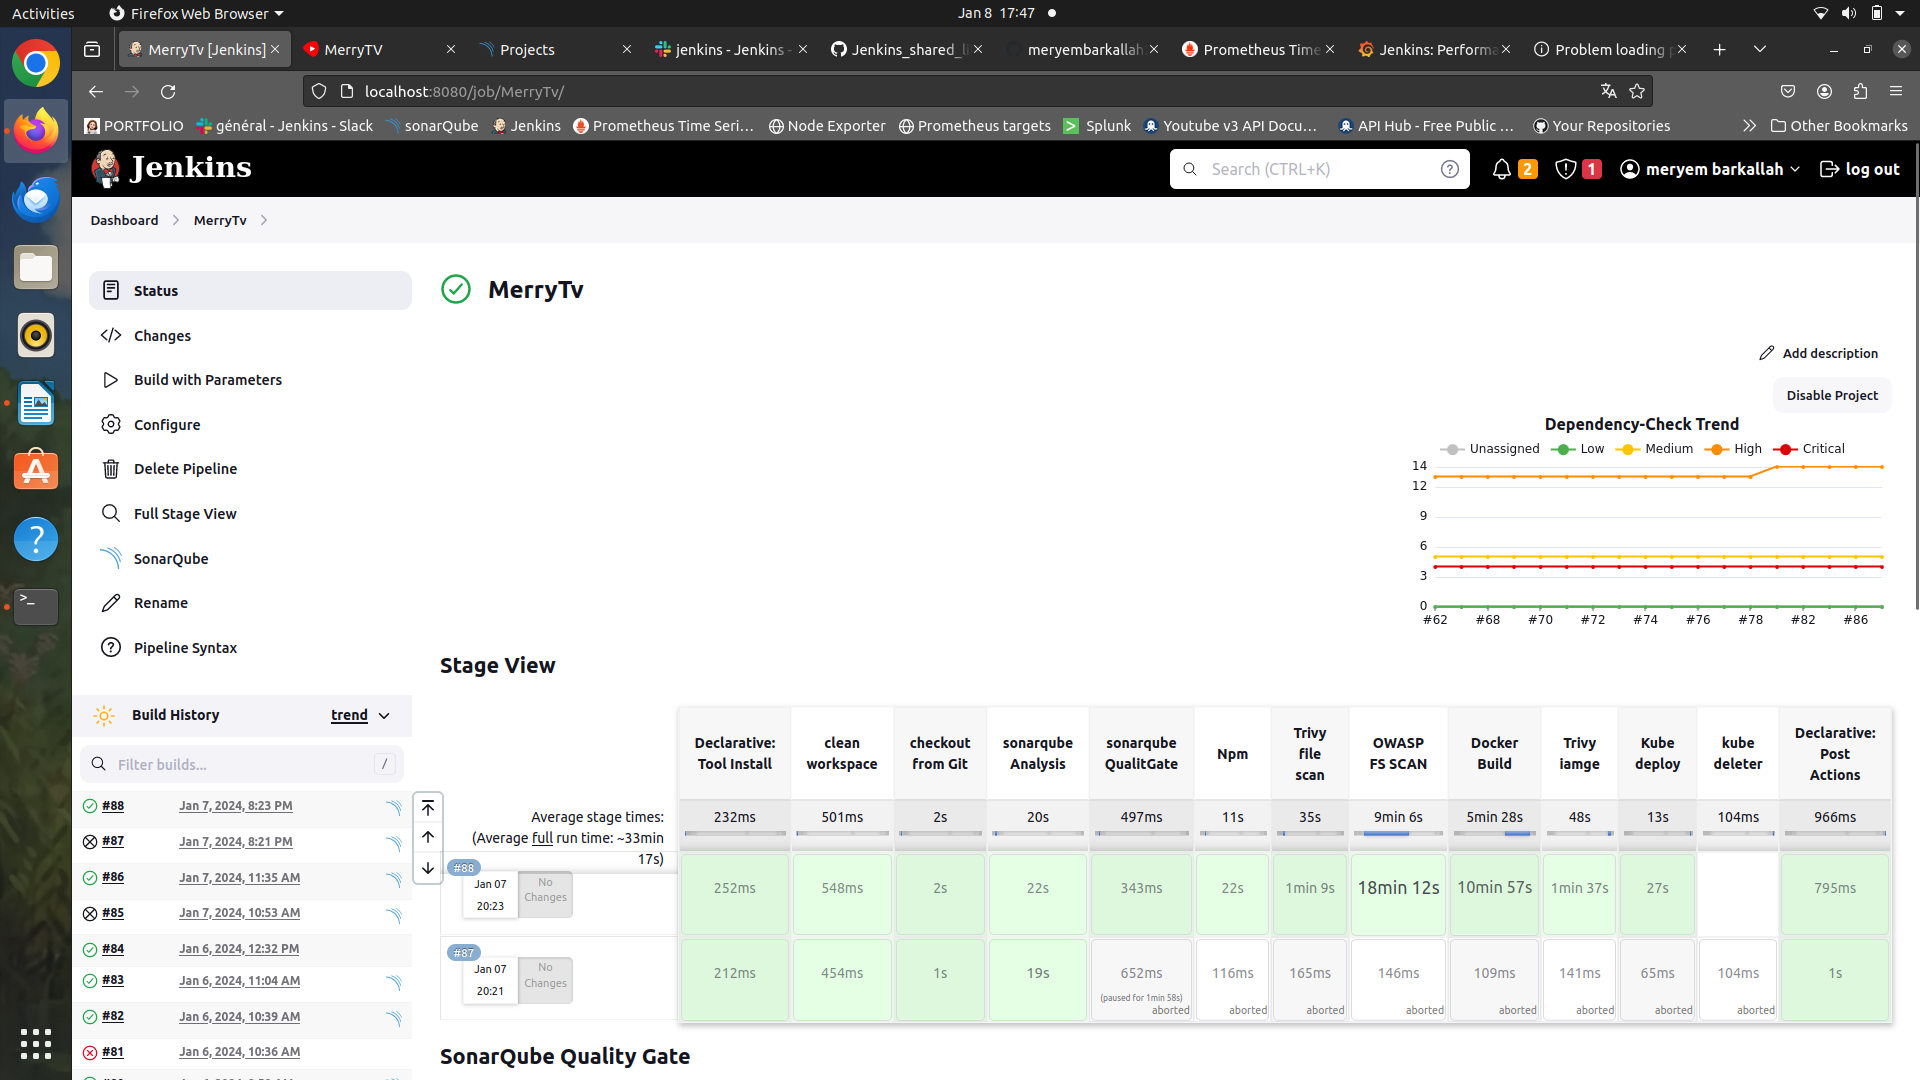 Activities
Firefox Web Browser
Jan 8 17:47
MerryTv [Jenkins]
MerryTV
Projects
jenkins - Jenkins -
Jenkins_shared_li
meryembarkallah
Prometheus Time
Jenkins: Performa
Problem loading p
localhost:8080/job/MerryTv/
PORTFOLIO
général - Jenkins - Slack
sonarQube
Jenkins
Prometheus Time Seri...
Node Exporter
Prometheus targets
Splunk
Youtube v3 API Docu...
API Hub - Free Public ...
Your Repositories
Other Bookmarks
Jenkins
Search (CTRL+K)
2
1
meryem barkallah
log out
Dashboard
MerryTv
Status
Changes
Build with Parameters
Configure
Delete Pipeline
Full Stage View
SonarQube
Rename
Pipeline Syntax
MerryTv
Add description
Disable Project
Dependency-Check Trend
Unassigned Low Medium High Critical
14
12
9
6
3
0
#62 #68 #70 #72 #74 #76 #78 #82 #86
Build History
trend
Filter builds...
/
#88 Jan 7, 2024, 8:23 PM
#87 Jan 7, 2024, 8:21 PM
#86 Jan 7, 2024, 11:35 AM
#85 Jan 7, 2024, 10:53 AM
#84 Jan 6, 2024, 12:32 PM
#83 Jan 6, 2024, 11:04 AM
#82 Jan 6, 2024, 10:39 AM
#81 Jan 6, 2024, 10:36 AM
Stage View
Declarative: Tool Install
clean workspace
checkout from Git
sonarqube Analysis
sonarqube QualitGate
Npm
Trivy file scan
OWASP FS SCAN
Docker Build
Trivy iamge
Kube deploy
kube deleter
Declarative: Post Actions
Average stage times:
(Average full run time: ~33min
17s)
232ms 501ms 2s 20s 497ms 11s 35s 9min 6s 5min 28s 48s 13s 104ms 966ms
#88
Jan 07
20:23
No
Changes
252ms 548ms 2s 22s 343ms 22s 1min 9s 18min 12s 10min 57s 1min 37s 27s 795ms
#87
Jan 07
20:21
No
Changes
212ms 454ms 1s 19s 652ms 116ms 165ms 146ms 109ms 141ms 65ms 104ms 1s
(paused for 1min 58s)
aborted aborted aborted aborted aborted aborted aborted aborted
SonarQube Quality Gate